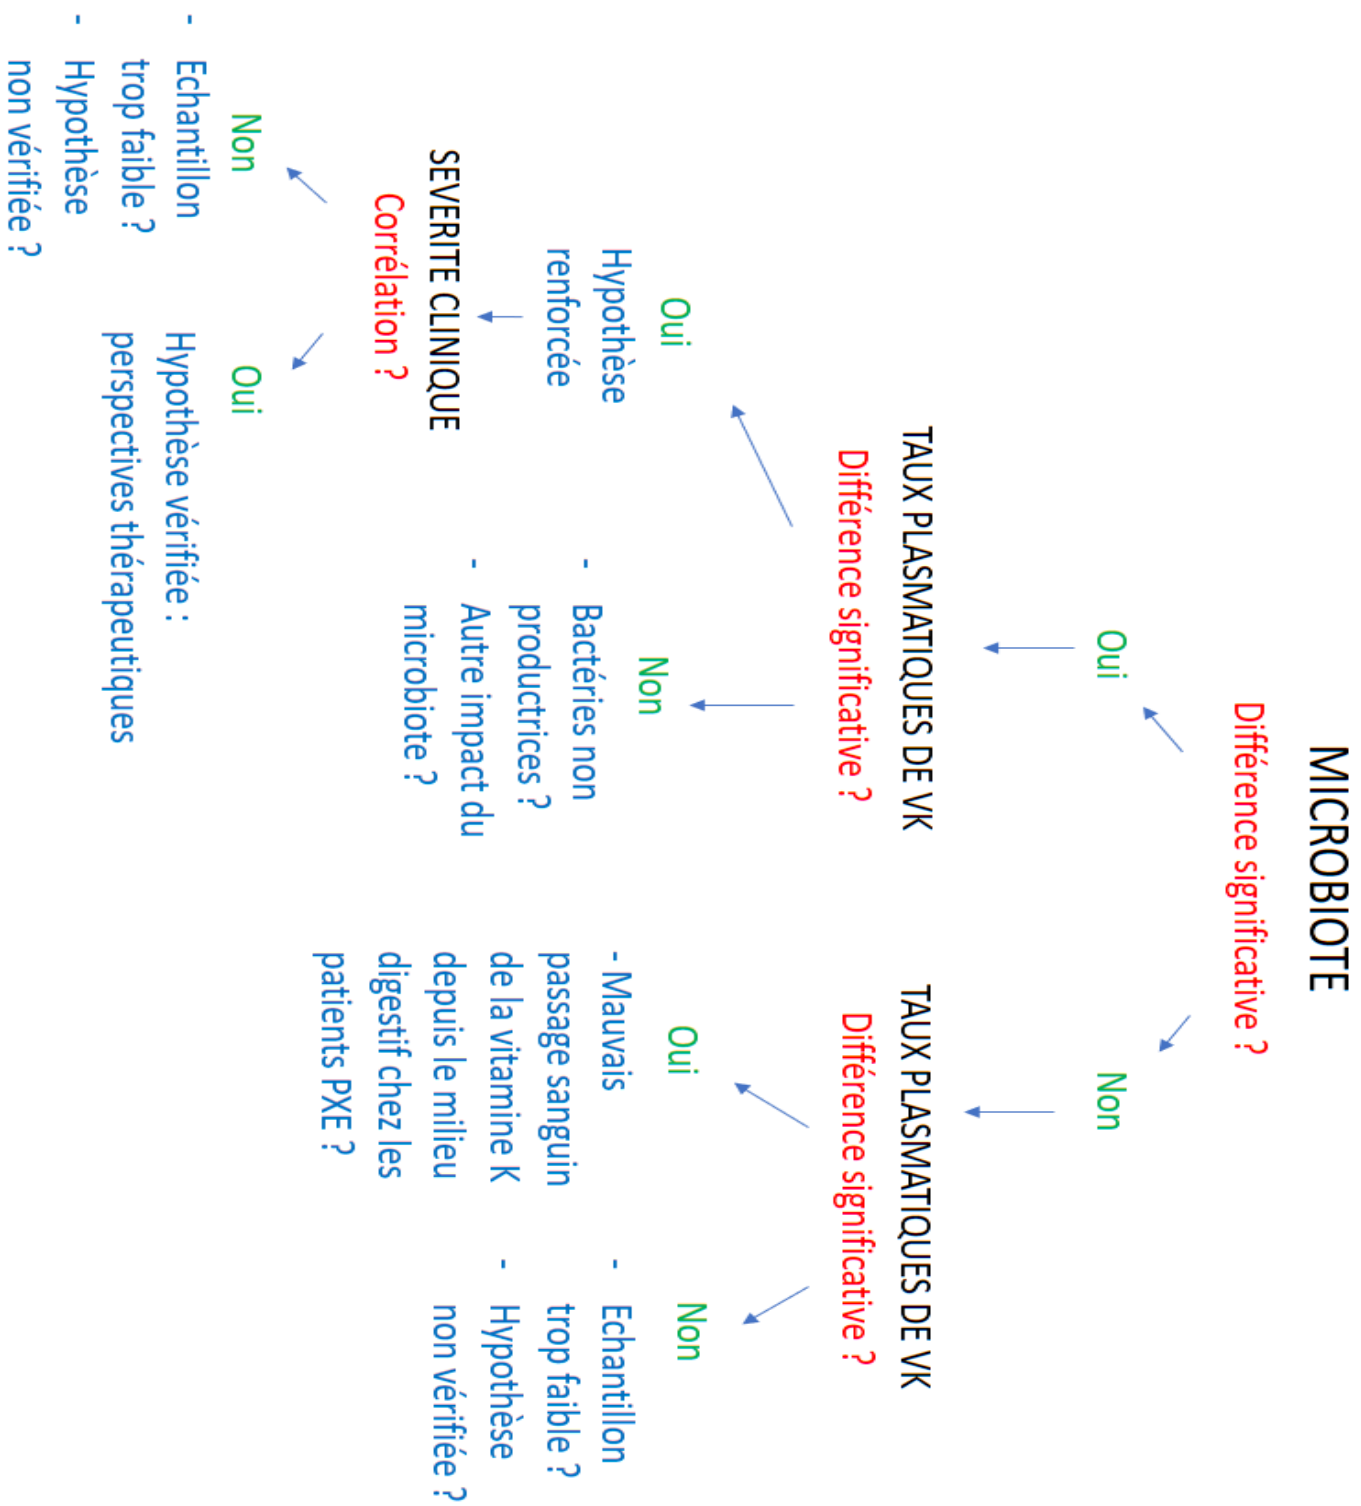 MICROBIOTE
Différence significative ?
Oui
Non
TAUX PLASMATIQUES DE VK
Différence significative ?
TAUX PLASMATIQUES DE VK
Différence significative ?
Oui
Hypothèse
renforcée
Non
- Bactéries non
productrices ?
- Autre impact du
microbiote ?
Oui
- Mauvais
passage sanguin
de la vitamine K
depuis le milieu
digestif chez les
patients PXE ?
Non
- Echantillon
trop faible ?
- Hypothèse
non vérifiée ?
SEVERITE CLINIQUE
Corrélation ?
Non
- Echantillon
trop faible ?
- Hypothèse
non vérifiée ?
Oui
Hypothèse vérifiée :
perspectives thérapeutiques